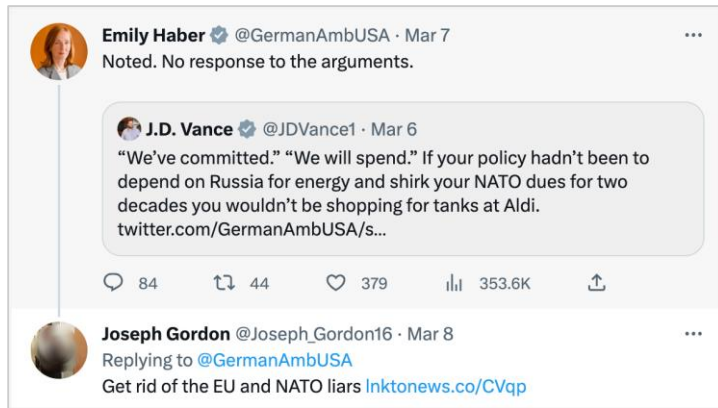 Emily Haber @GermanAmbUSA · Mar 7
Noted. No response to the arguments.
J.D. Vance @JDVance1 · Mar 6
“We’ve committed.” “We will spend.” If your policy hadn’t been to
depend on Russia for energy and shirk your NATO dues for two
decades you wouldn’t be shopping for tanks at Aldi.
twitter.com/GermanAmbUSA/s...
84 44 379 353.6K
Joseph Gordon @Joseph_Gordon16 · Mar 8
Replying to @GermanAmbUSA
Get rid of the EU and NATO liars lnktonews.co/CVqp